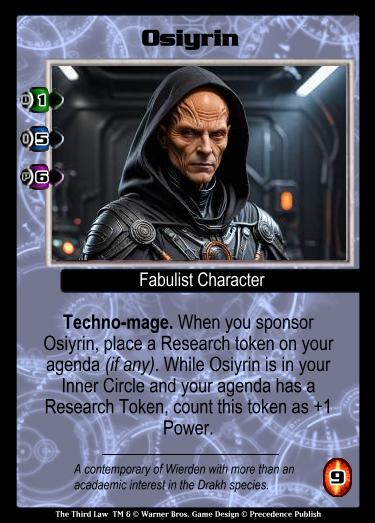 Osiyrin
D 1
I 5
P 6
Fabulist Character
Techno-mage. When you sponsor
Osiyrin, place a Research token on your
agenda (if any). While Osiyrin is in your
Inner Circle and your agenda has a
Research Token, count this token as +1
Power.
A contemporary of Wierden with more than an
acadaemic interest in the Drakh species.
9
The Third Law TM & © Warner Bros. Game Design © Precedence Publish